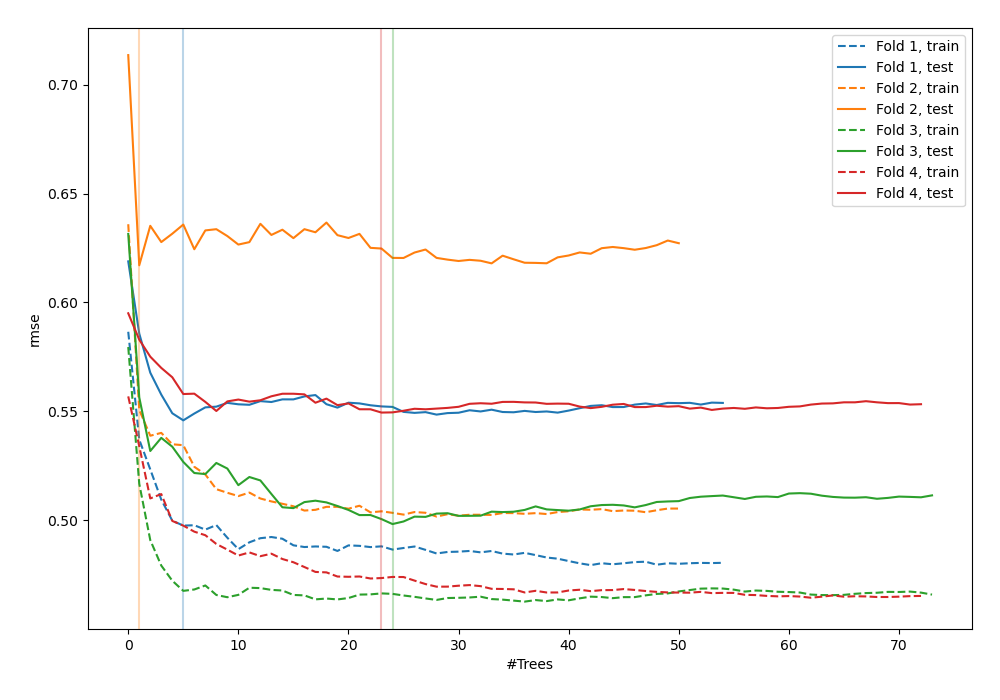 Fold 1, train
Fold 1, test
Fold 2, train
Fold 2, test
Fold 3, train
Fold 3, test
Fold 4, train
Fold 4, test
0.70
0.65
0.60
0.55
0.50
rmse
0 10 20 30 40 50 60 70
#Trees